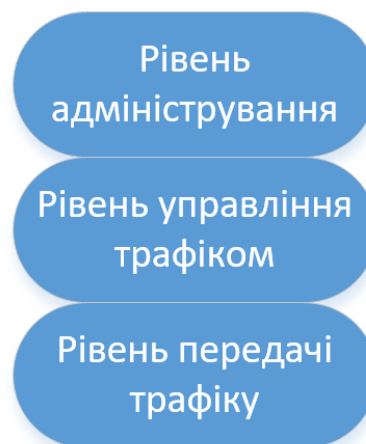 Рівень
адміністрування
Рівень управління
трафіком
Рівень передачі
трафіку